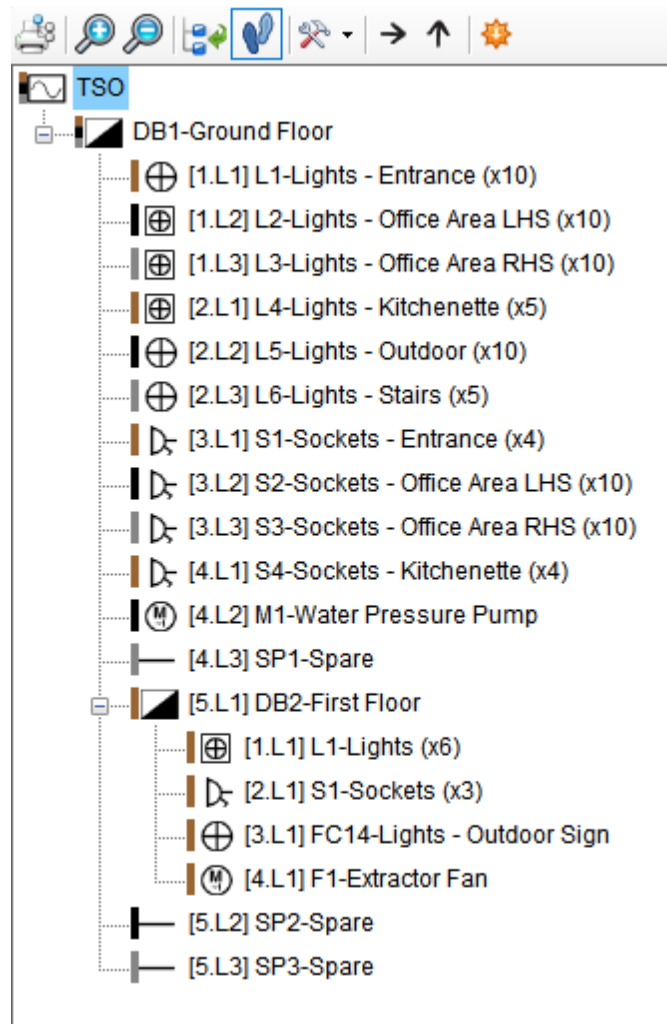 TSO
DB1-Ground Floor
[1.L1] L1-Lights - Entrance (x10)
[1.L2] L2-Lights - Office Area LHS (x10)
[1.L3] L3-Lights - Office Area RHS (x10)
[2.L1] L4-Lights - Kitchenette (x5)
[2.L2] L5-Lights - Outdoor (x10)
[2.L3] L6-Lights - Stairs (x5)
[3.L1] S1-Sockets - Entrance (x4)
[3.L2] S2-Sockets - Office Area LHS (x10)
[3.L3] S3-Sockets - Office Area RHS (x10)
[4.L1] S4-Sockets - Kitchenette (x4)
[4.L2] M1-Water Pressure Pump
[4.L3] SP1-Spare
[5.L1] DB2-First Floor
[1.L1] L1-Lights (x6)
[2.L1] S1-Sockets (x3)
[3.L1] FC14-Lights - Outdoor Sign
[4.L1] F1-Extractor Fan
[5.L2] SP2-Spare
[5.L3] SP3-Spare